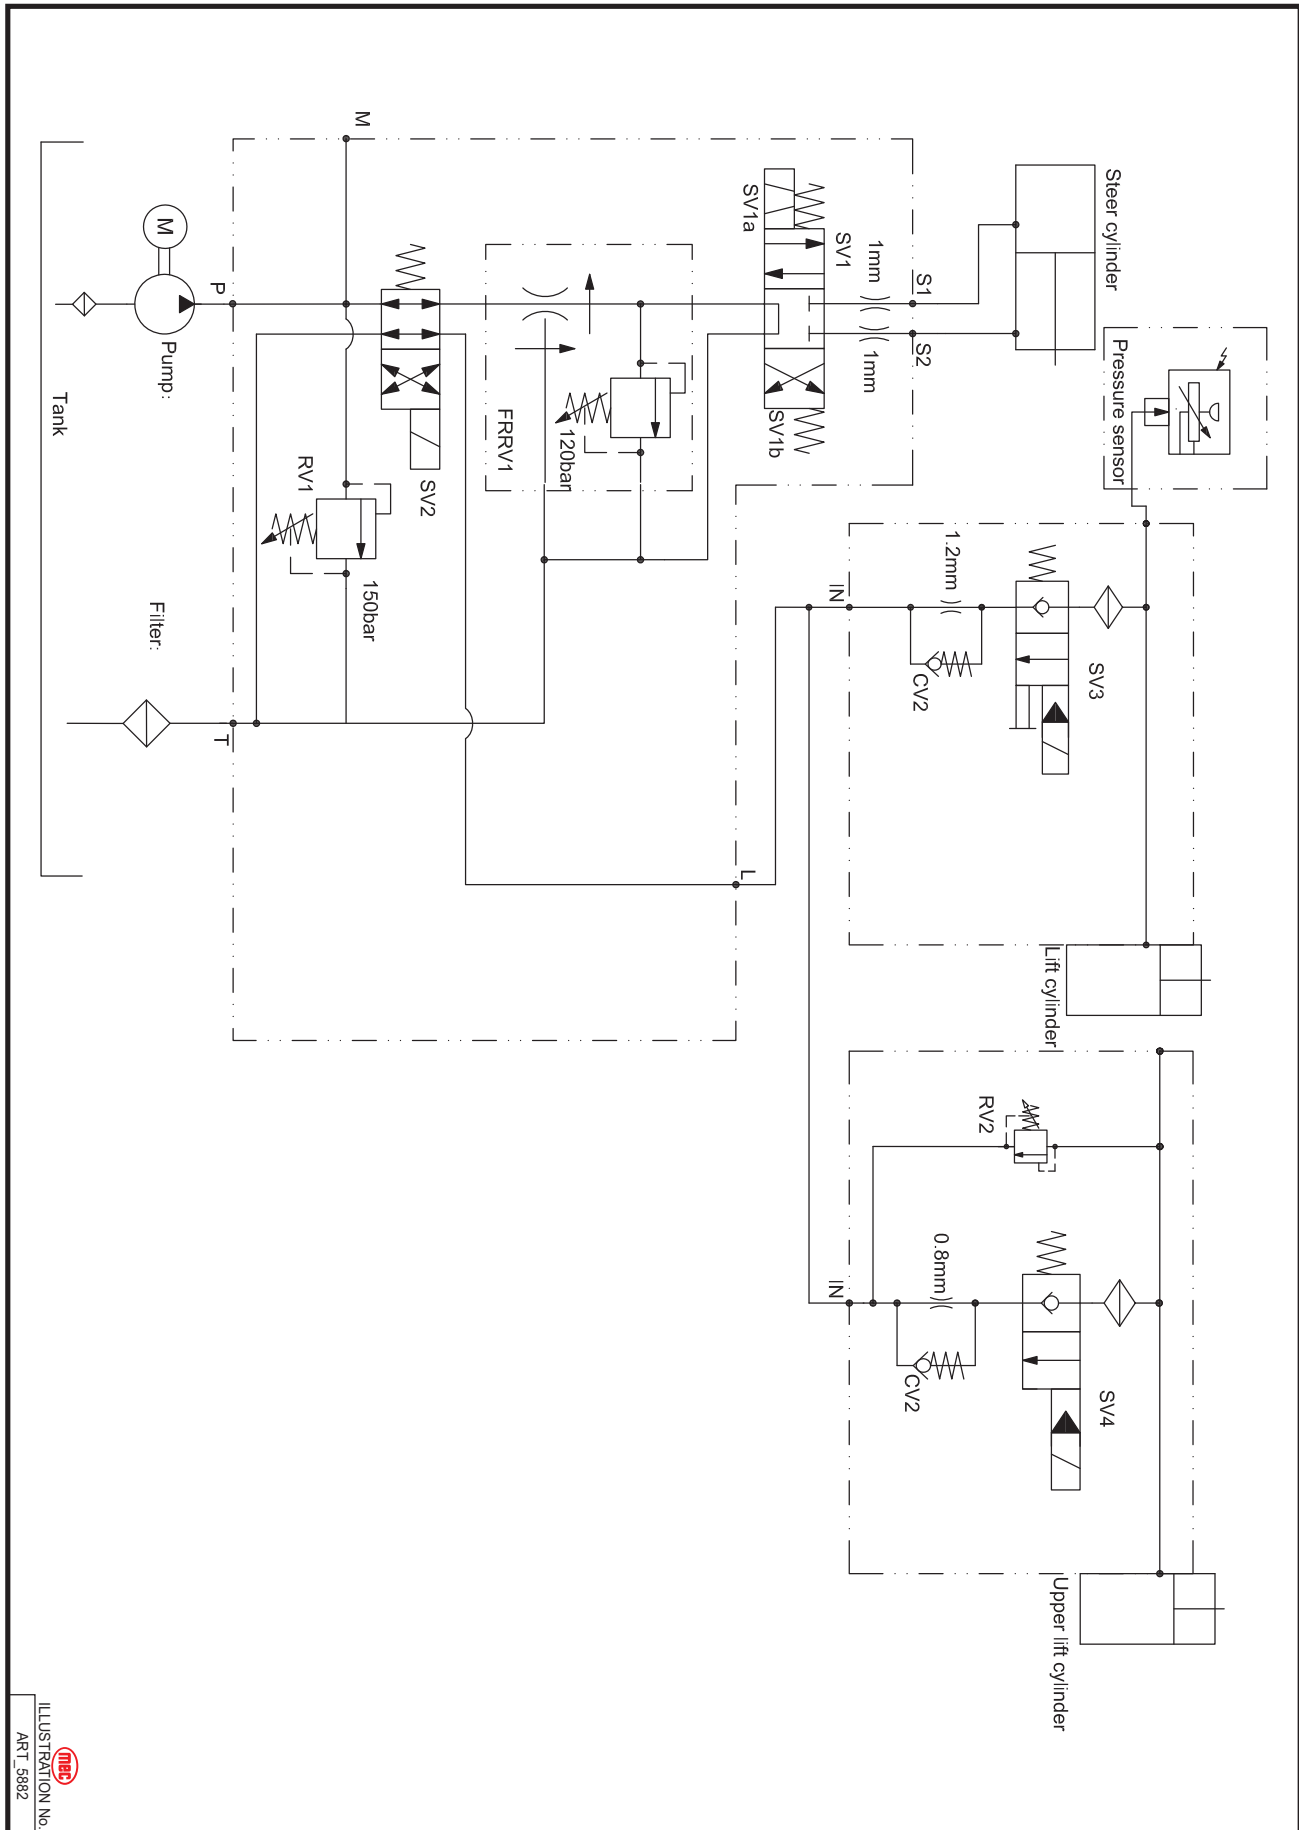 Steer cylinder
Pressure sensor
Lift cylinder
Upper lift cylinder
S1
S2
1mm
1mm
SV1
SV1a
SV1b
1.2mm
IN
CV2
SV3
RV2
0.8mm
IN
CV2
SV4
M
P
M
Pump:
Tank
Filter:
T
L
SV2
FRRV1
120bar
RV1
150bar
mec
ILLUSTRATION No.
ART_5882